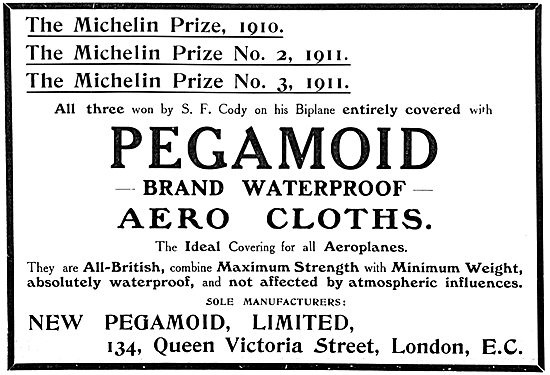 The Michelin Prize, 1910.
The Michelin Prize No. 2, 1911.
The Michelin Prize No. 3, 1911.
All three won by S. F. Cody on his Biplane entirely covered with
PEGAMOID
— BRAND WATERPROOF —
AERO CLOTHS.
The Ideal Covering for all Aeroplanes.
They are All-British, combine Maximum Strength with Minimum Weight,
absolutely waterproof, and not affected by atmospheric influences.
SOLE MANUFACTURERS:
NEW PEGAMOID, LIMITED,
134, Queen Victoria Street, London, E.C.